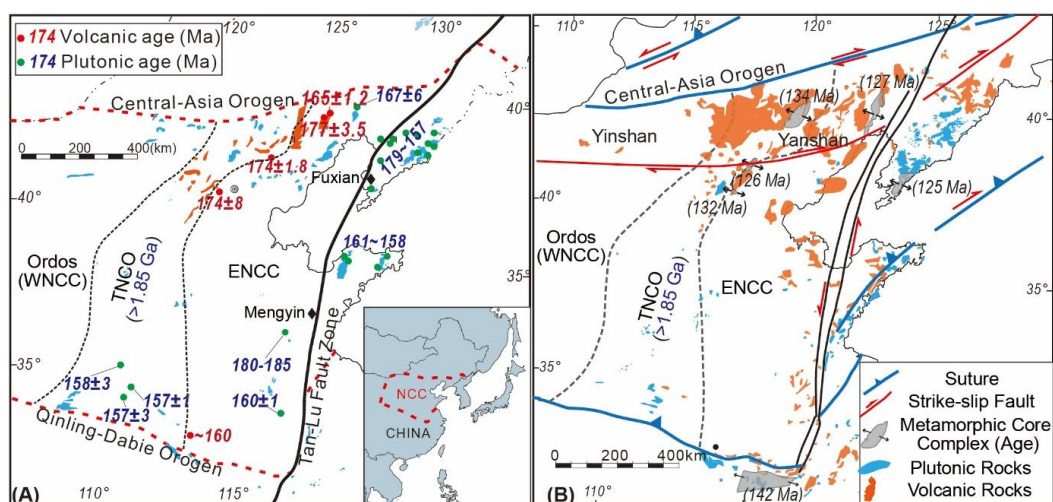 110°
115°
120°
125°
174 Volcanic age (Ma)
174 Plutonic age (Ma)
Central-Asia Orogen
165±1.2
167±6
177±3.5
40°
0 200 400(km)
174±1.8
179~157
Fuxian
40°
174±8
Ordos
(WNCC)
TNCO
(>1.85 Ga)
ENCC
161~158
35°
Mengyin
Tan-Lu Fault Zone
35°
158±3
157±1
157±3
180-185
160±1
~160
Qinling-Dabie Orogen
NCC
CHINA
(A)
110°
115°
110°
120°
125°
Central-Asia Orogen
(134 Ma)
(127 Ma)
40°
Yinshan
Yanshan
(126 Ma)
(132 Ma)
(125 Ma)
40°
Ordos
(WNCC)
TNCO
(>1.85 Ga)
ENCC
35°
35°
0 200 400km
(142 Ma)
(B)
115°
120°
Suture
Strike-slip Fault
Metamorphic Core
Complex (Age)
Plutonic Rocks
Volcanic Rocks